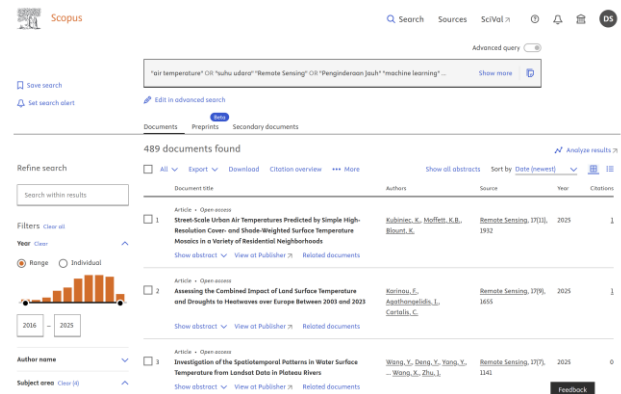 Scopus
Search Sources SciVal
DS
Advanced query
"air temperature" OR "suhu udara" "Remote Sensing" OR "Penginderaan Jauh" "machine learning" ...
Show more
Save search
Set search alert
Edit in advanced search
Beta
Documents Preprints Secondary documents
489 documents found
Analyze results
Refine search
All Export Download Citation overview ••• More
Show all abstracts Sort by Date (newest)
Search within results
Document title Authors Source Year Citations
Filters Clear all
Year Clear
Range Individual
2016 – 2025
Author name
Subject area Clear (4)
Article • Open access
1 Street-Scale Urban Air Temperatures Predicted by Simple High-
Resolution Cover- and Shade-Weighted Surface Temperature
Mosaics in a Variety of Residential Neighborhoods
Kubiniec, K., Moffett, K.B.,
Blount, K.
Remote Sensing, 17(11),
1932
2025
1
Show abstract View at Publisher Related documents
Article • Open access
2 Assessing the Combined Impact of Land Surface Temperature
and Droughts to Heatwaves over Europe Between 2003 and 2023
Karinou, F.,
Agathangelidis, I.,
Cartalis, C.
Remote Sensing, 17(9),
1655
2025
1
Show abstract View at Publisher Related documents
Article • Open access
3 Investigation of the Spatiotemporal Patterns in Water Surface
Temperature from Landsat Data in Plateau Rivers
Wang, Y., Deng, Y., Yang, Y.,
... Wang, X., Zhu, J.
Remote Sensing, 17(7),
1141
2025
0
Show abstract View at Publisher Related documents
Feedback